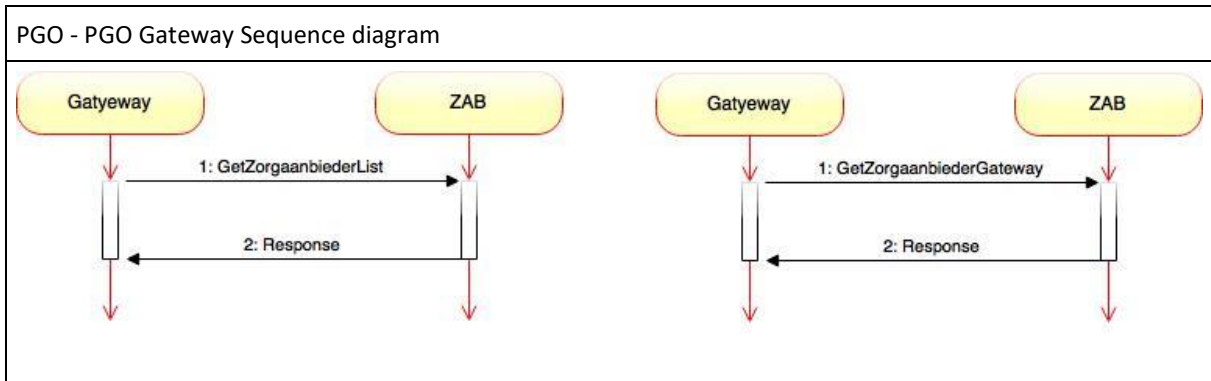 PGO - PGO Gateway Sequence diagram
Gatyeway
ZAB
1: GetZorgaanbiederList
2: Response
Gatyeway
ZAB
1: GetZorgaanbiederGateway
2: Response